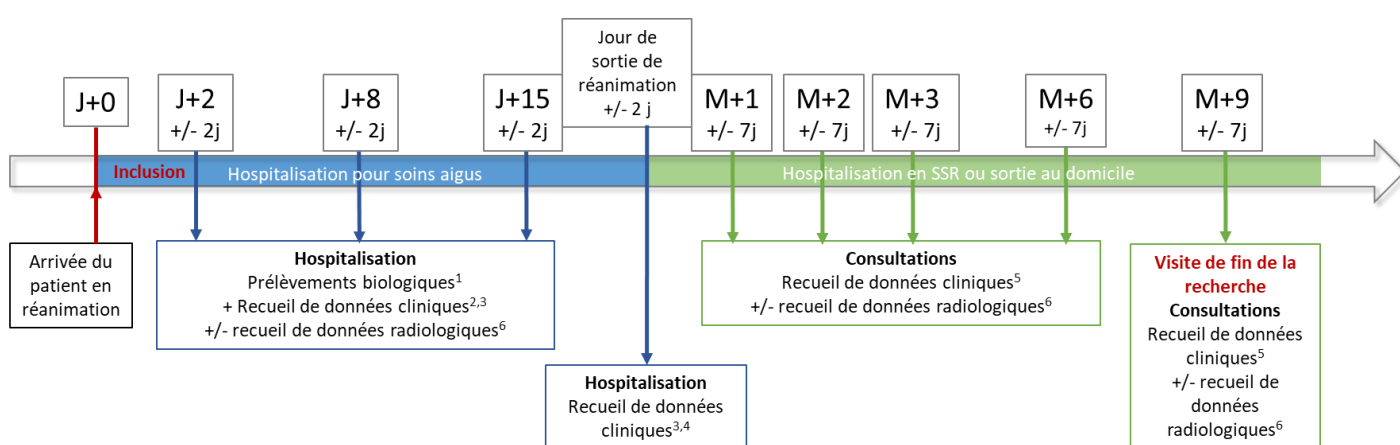 J+0
J+2
+/- 2j
J+8
+/- 2j
J+15
+/- 2j
Jour de
sortie de
réanimation
+/- 2 j
M+1
+/- 7j
M+2
+/- 7j
M+3
+/- 7j
M+6
+/- 7j
M+9
+/- 7j
Inclusion
Hospitalisation pour soins aigus
Hospitalisation en SSR ou sortie au domicile
Arrivée du
patient en
réanimation
Hospitalisation
Prélèvements biologiques1
+ Recueil de données cliniques2,3
+/- recueil de données radiologiques6
Hospitalisation
Recueil de données
cliniques3,4
Consultations
Recueil de données cliniques5
+/- recueil de données radiologiques6
Visite de fin de la
recherche
Consultations
Recueil de données
cliniques5
+/- recueil de
données
radiologiques6